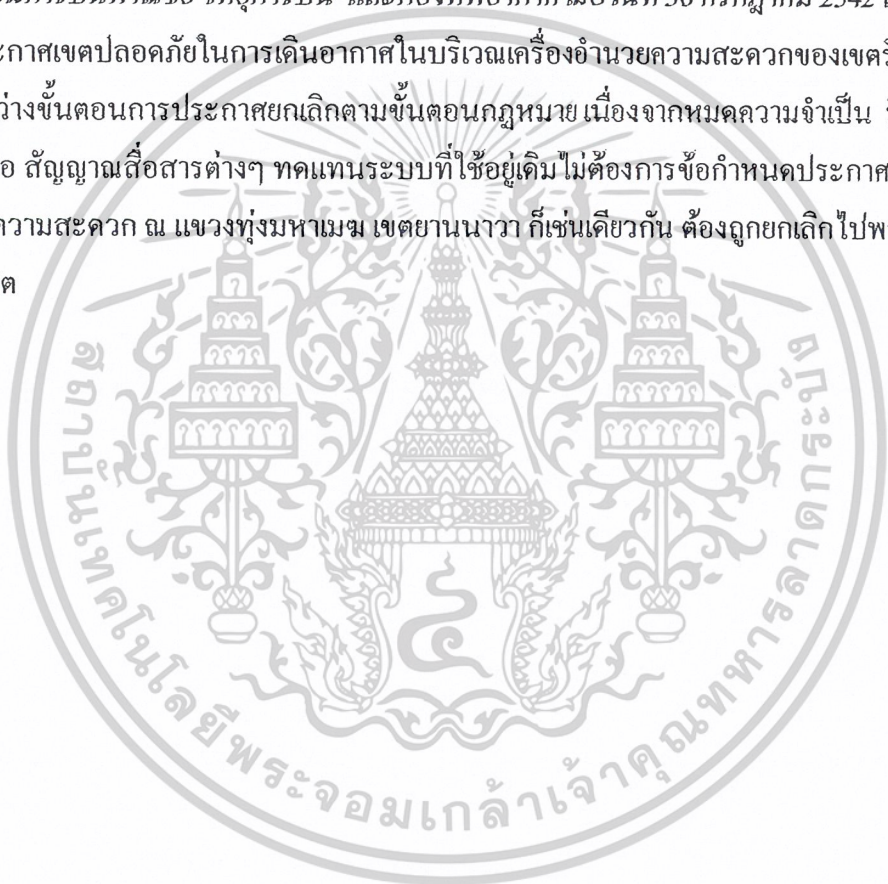 2542
ะกาศเขตปลอดภัยในการเดินอากาศในบริเวณเครื่องอำนวยความสะดวกของเขต
ว่างขั้นตอนการประกาศยกเลิกตามขั้นตอนกฎหมาย เนื่องจากหมดความจำเป็น
อ สัญญาณสื่อสารต่างๆ ทดแทนระบบที่ใช้อยู่เดิมไม่ต้องการข้อกำหนดประกาศ
ความสะดวก ณ แขวงทุ่งมหาเมฆ เขตยานนาวา ก็เช่นเดียวกัน ต้องถูกยกเลิกไปพ
ต
สถาบันเทคโนโลยีพระจอมเกล้าเจ้าคุณทหารลาดกระบัง